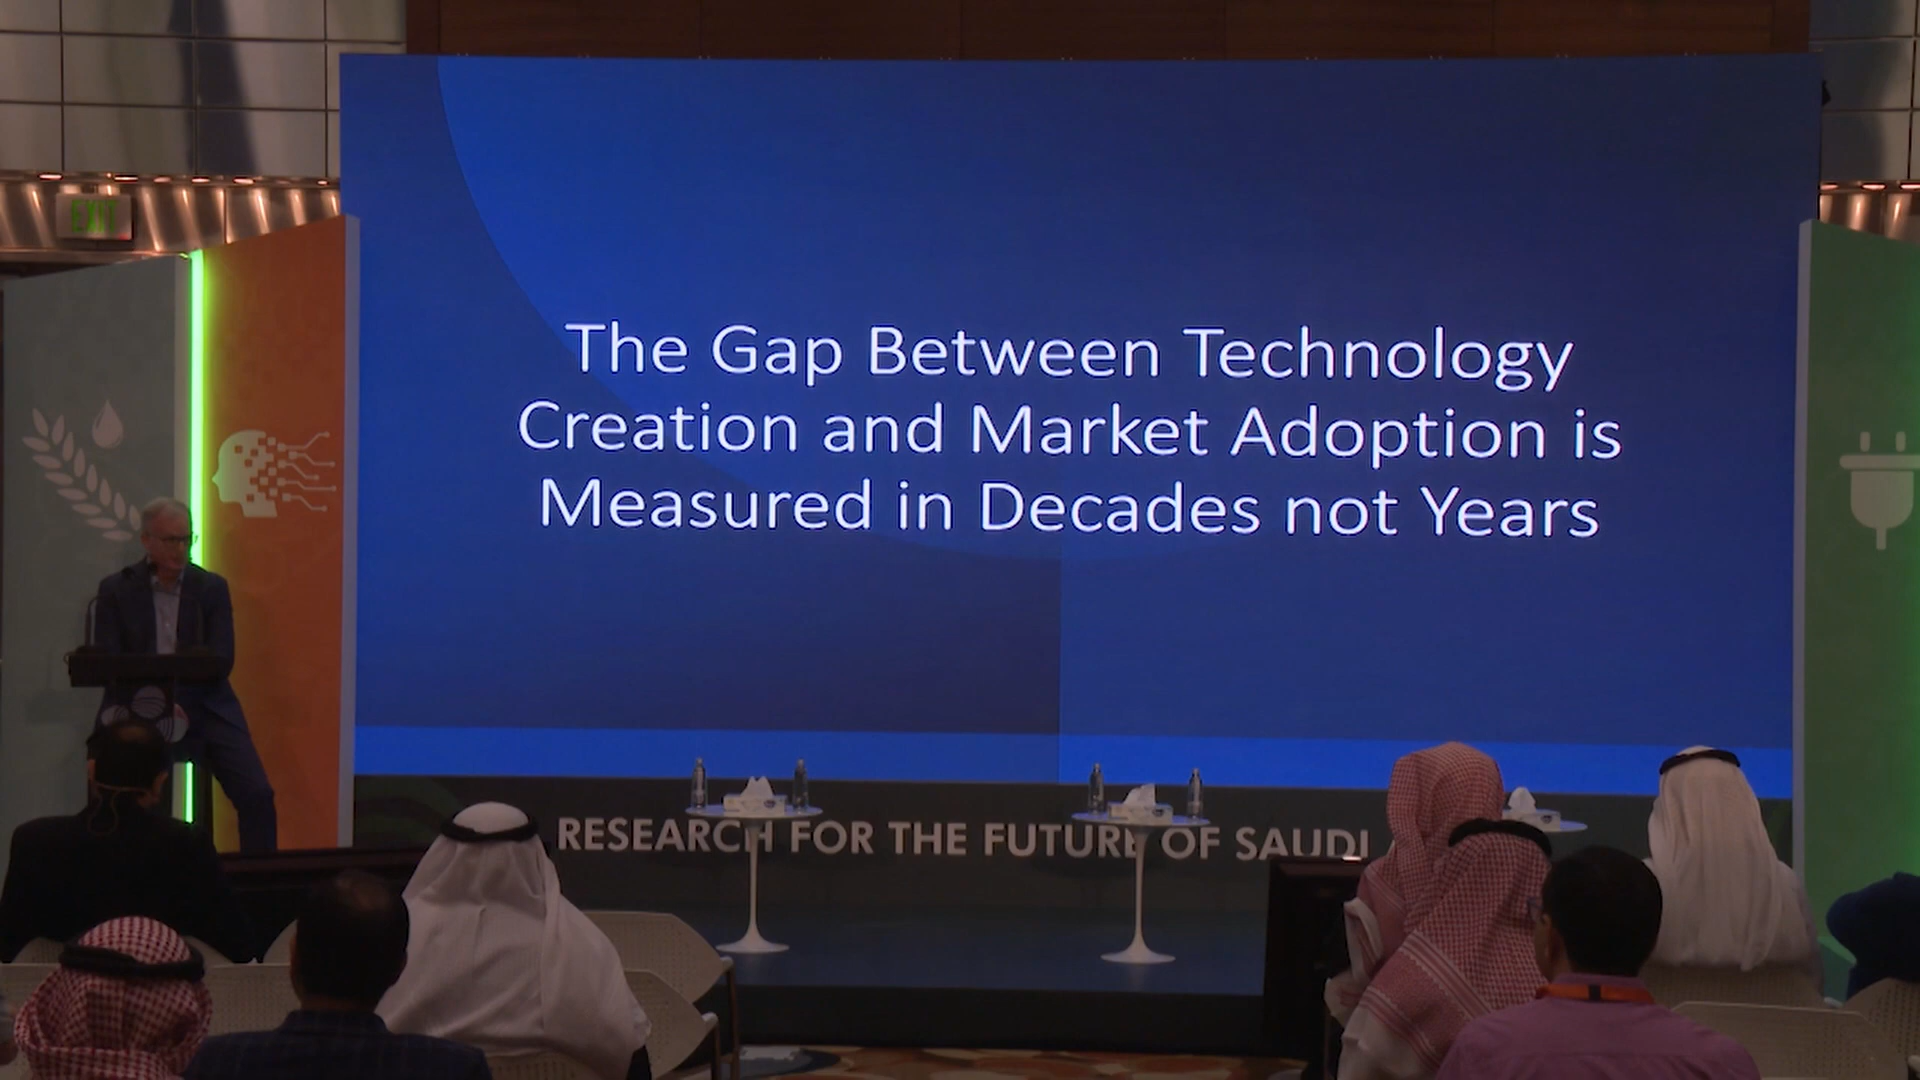 EXIT
The Gap Between Technology
Creation and Market Adoption is
Measured in Decades not Years
RESEARCH FOR THE FUTURE OF SAUDI